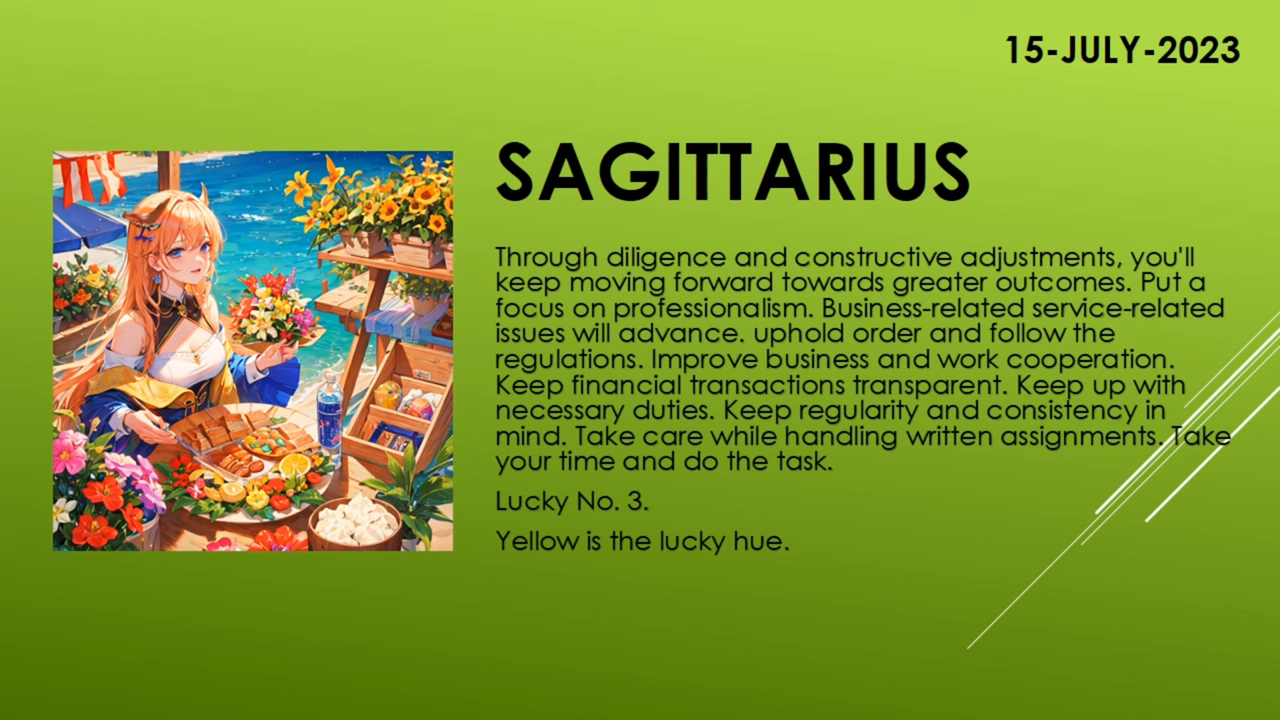 15-JULY-2023
SAGITTARIUS
Through diligence and constructive adjustments, you'll
keep moving forward towards greater outcomes. Put a
focus on professionalism. Business-related service-related
issues will advance. uphold order and follow the
regulations. Improve business and work cooperation.
Keep financial transactions transparent. Keep up with
necessary duties. Keep regularity and consistency in
mind. Take care while handling written assignments. Take
your time and do the task.
Lucky No. 3.
Yellow is the lucky hue.